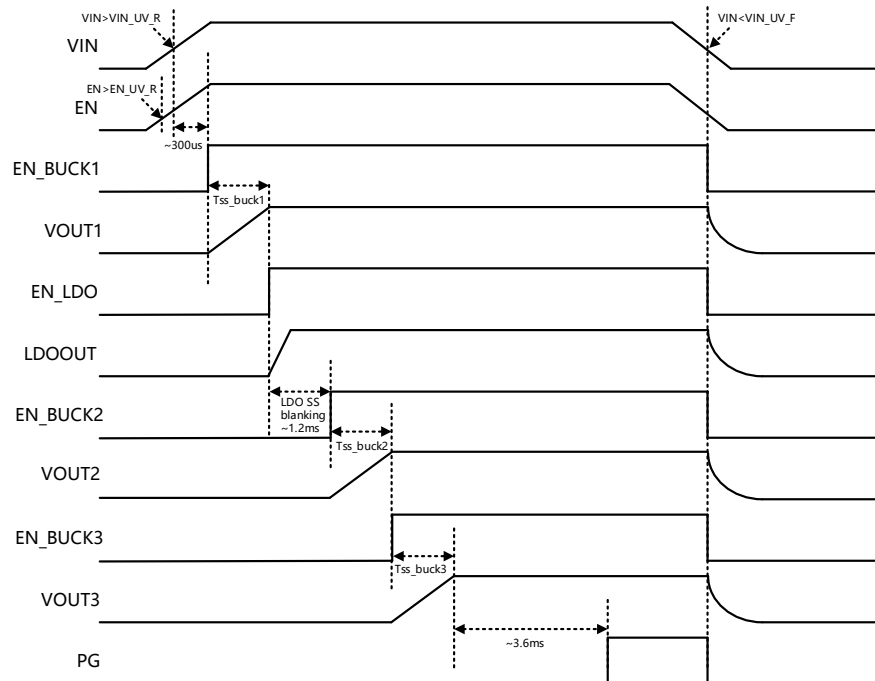 VIN>VIN_UV_R
VIN<VIN_UV_F
VIN
EN>EN_UV_R
EN
~300us
EN_BUCK1
Tss_buck1
VOUT1
EN_LDO
LDOOUT
LDO SS
blanking
~1.2ms
EN_BUCK2
Tss_buck2
VOUT2
EN_BUCK3
Tss_buck3
VOUT3
~3.6ms
PG